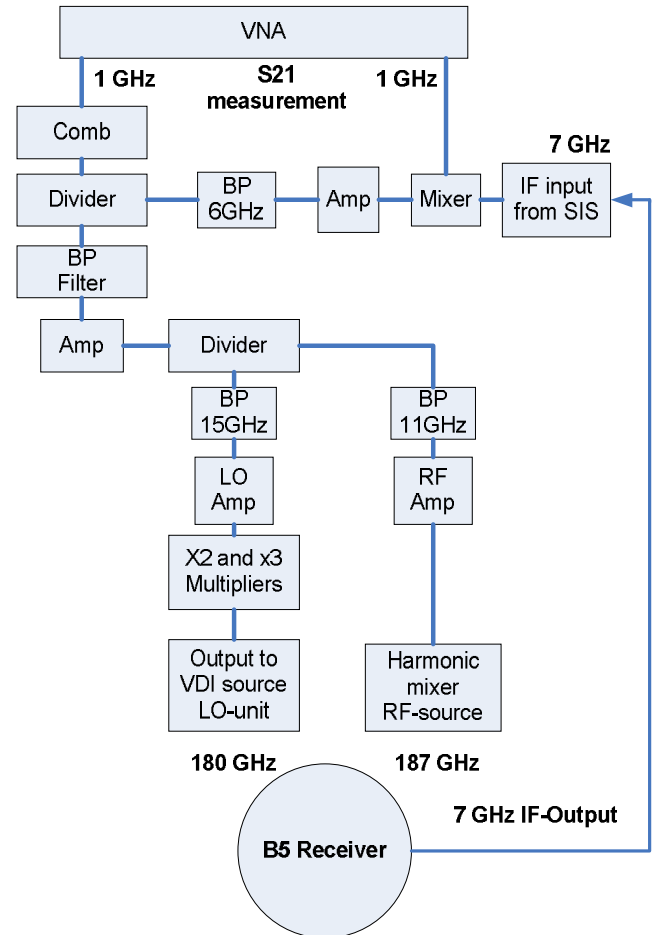 VNA
1 GHz
S21
measurement
1 GHz
Comb
7 GHz
Divider
BP
6GHz
Amp
Mixer
IF input
from SIS
BP
Filter
Amp
Divider
BP
15GHz
BP
11GHz
LO
Amp
RF
Amp
X2 and x3
Multipliers
Output to
VDI source
LO-unit
Harmonic
mixer
RF-source
180 GHz
187 GHz
7 GHz IF-Output
B5 Receiver